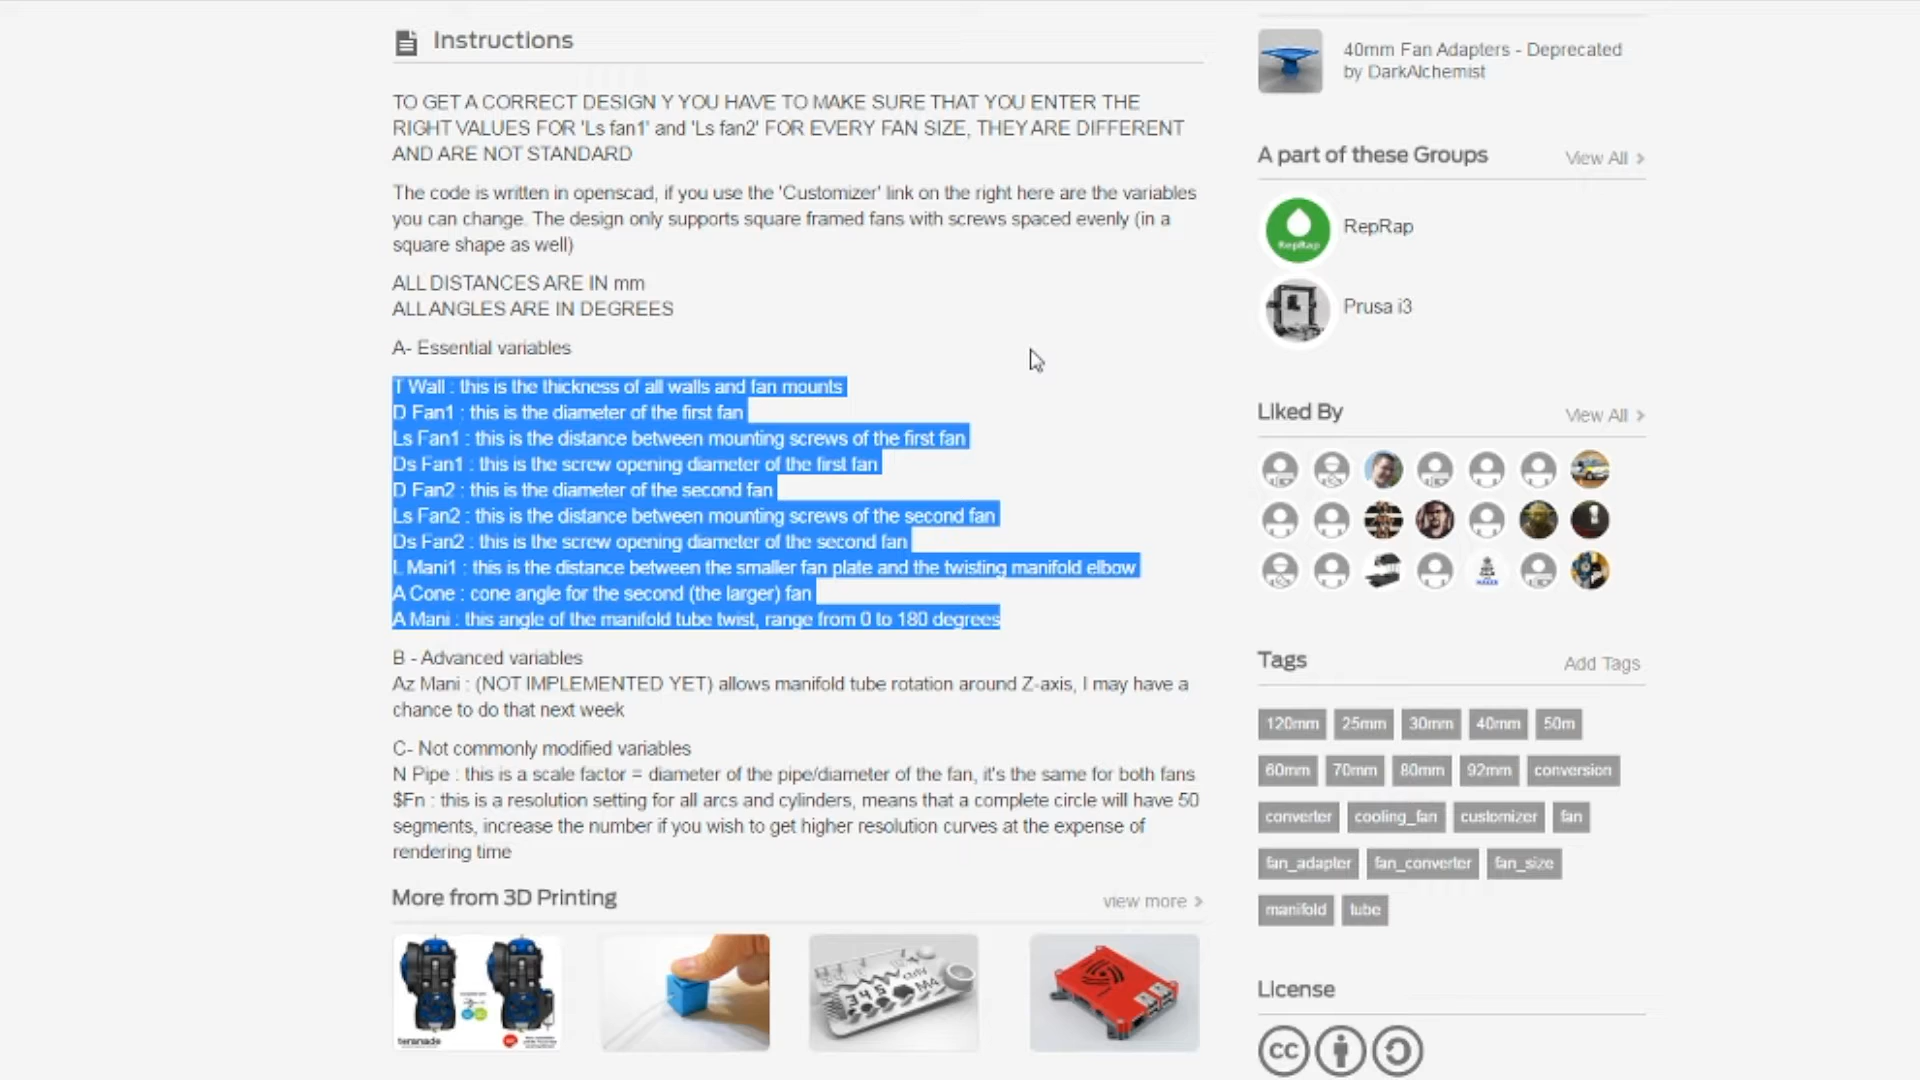 Instructions
TO GET A CORRECT DESIGN Y YOU HAVE TO MAKE SURE THAT YOU ENTER THE
RIGHT VALUES FOR 'Ls fan1' and 'Ls fan2' FOR EVERY FAN SIZE, THEY ARE DIFFERENT
AND ARE NOT STANDARD
The code is written in openscad, if you use the 'Customizer' link on the right here are the variables
you can change. The design only supports square framed fans with screws spaced evenly (in a
square shape as well)
ALL DISTANCES ARE IN mm
ALL ANGLES ARE IN DEGREES
A- Essential variables
T Wall : this is the thickness of all walls and fan mounts
D Fan1 : this is the diameter of the first fan
Ls Fan1 : this is the distance between mounting screws of the first fan
Ds Fan1 : this is the screw opening diameter of the first fan
D Fan2 : this is the diameter of the second fan
Ls Fan2 : this is the distance between mounting screws of the second fan
Ds Fan2 : this is the screw opening diameter of the second fan
L Mani1 : this is the distance between the smaller fan plate and the twisting manifold elbow
A Cone : cone angle for the second (the larger) fan
A Mani : this angle of the manifold tube twist, range from 0 to 180 degrees
B - Advanced variables
Az Mani : (NOT IMPLEMENTED YET) allows manifold tube rotation around Z-axis, I may have a
chance to do that next week
C- Not commonly modified variables
N Pipe : this is a scale factor = diameter of the pipe/diameter of the fan, it's the same for both fans
$Fn : this is a resolution setting for all arcs and cylinders, means that a complete circle will have 50
segments, increase the number if you wish to get higher resolution curves at the expense of
rendering time
More from 3D Printing
view more >
40mm Fan Adapters - Deprecated
by DarkAlchemist
A part of these Groups
View All >
RepRap
RepRap
Prusa i3
Liked By
View All >
Tags
Add Tags
120mm 25mm 30mm 40mm 50m
60mm 70mm 80mm 92mm conversion
converter cooling_fan customizer fan
fan_adapter fan_converter fan_size
manifold tube
License
cc